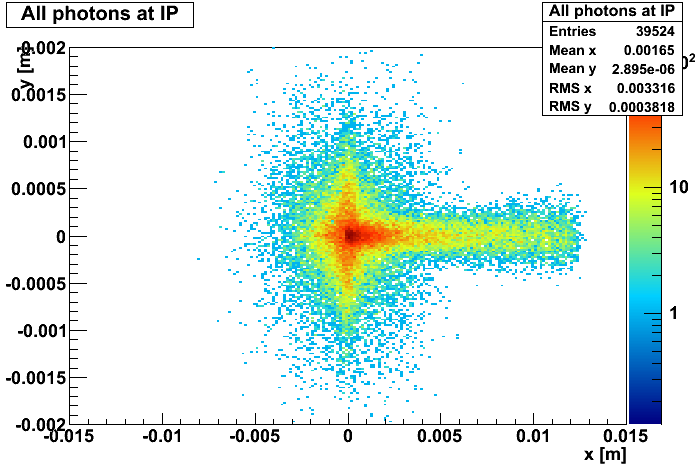 All photons at IP
All photons at IP
Entries 39524
Mean x 0.00165
Mean y 2.895e-06
RMS x 0.003316
RMS y 0.0003818
y [m]
0.002
0.0015
0.001
0.0005
0
-0.0005
-0.001
-0.0015
-0.002
-0.015
-0.01
-0.005
0
0.005
0.01
0.015
x [m]
10
1